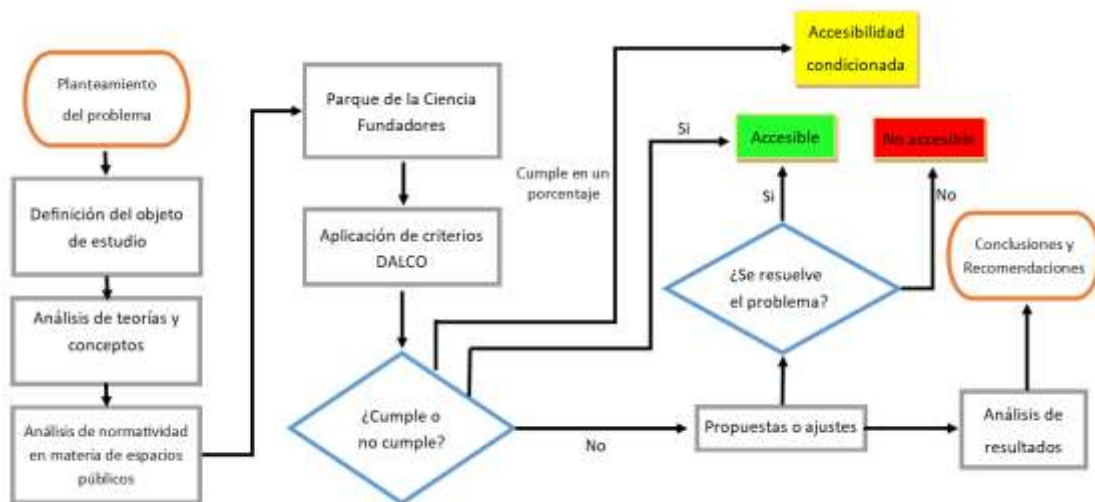 Planteamiento
del problema
Definición del objeto
de estudio
Análisis de teorías y
conceptos
Análisis de normatividad
en materia de espacios
públicos
Parque de la Ciencia
Fundadores
Aplicación de criterios
DALCO
¿Cumple o
no cumple?
Cumple en un
porcentaje
Accesibilidad
condicionada
Si
Accesible
No accesible
Si
No
¿Se resuelve
el problema?
No
Propuestas o ajustes
Análisis de
resultados
Conclusiones y
Recomendaciones